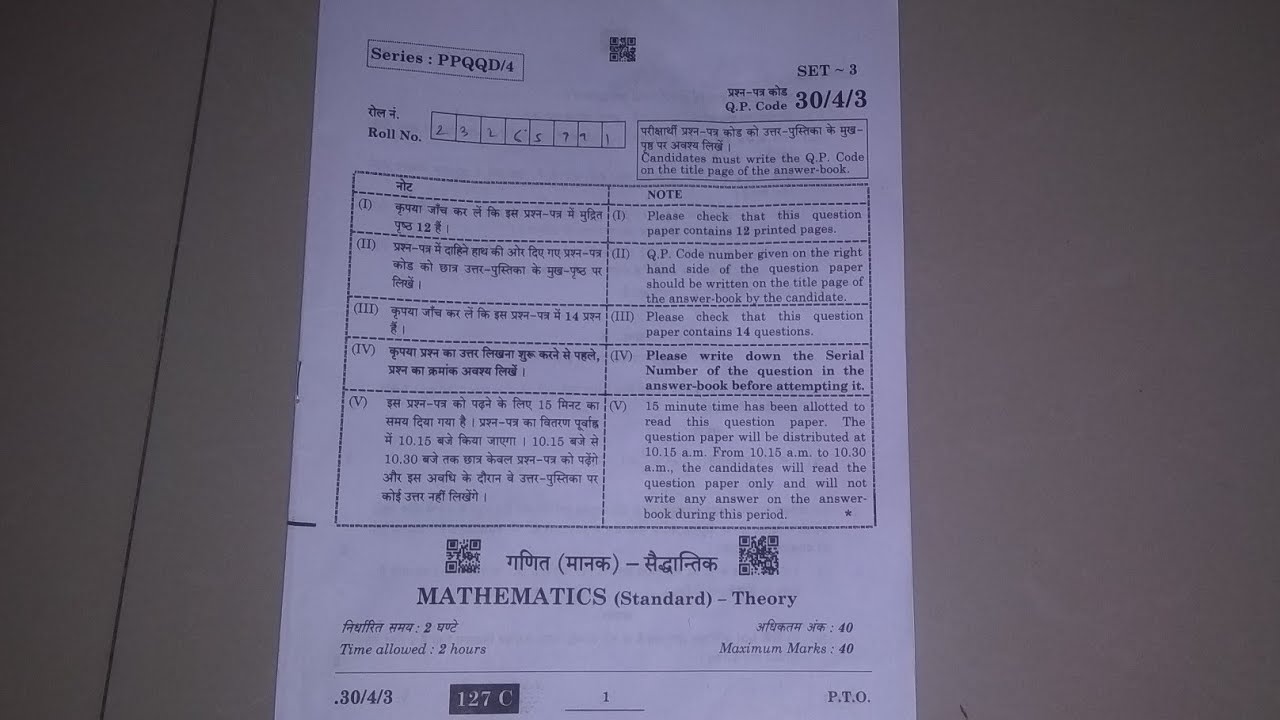 Series : PPQQD/4
SET ~ 3
प्रश्न-पत्र कोड
Q.P. Code 30/4/3
रोल नं.
Roll No.
परीक्षार्थी प्रश्न-पत्र कोड को उत्तर-पुस्तिका के मुख-
पृष्ठ पर अवश्य लिखें ।
Candidates must write the Q.P. Code
on the title page of the answer-book.
नोट
NOTE
(I) कृपया जाँच कर लें कि इस प्रश्न-पत्र में मुद्रित
पृष्ठ 12 हैं ।
(I) Please check that this question
paper contains 12 printed pages.
(II) प्रश्न-पत्र में दाहिने हाथ की ओर दिए गए प्रश्न-पत्र
कोड को छात्र उत्तर-पुस्तिका के मुख-पृष्ठ पर
लिखें ।
(II) Q.P. Code number given on the right
hand side of the question paper
should be written on the title page of
the answer-book by the candidate.
(III) कृपया जाँच कर लें कि इस प्रश्न-पत्र में 14 प्रश्न
हैं ।
(III) Please check that this question
paper contains 14 questions.
(IV) कृपया प्रश्न का उत्तर लिखना शुरू करने से पहले,
प्रश्न का क्रमांक अवश्य लिखें ।
(IV) Please write down the Serial
Number of the question in the
answer-book before attempting it.
(V) इस प्रश्न-पत्र को पढ़ने के लिए 15 मिनट का
समय दिया गया है । प्रश्न-पत्र का वितरण पूर्वाह्न
में 10.15 बजे किया जाएगा । 10.15 बजे से
10.30 बजे तक छात्र केवल प्रश्न-पत्र को पढ़ेंगे
और इस अवधि के दौरान वे उत्तर-पुस्तिका पर
कोई उत्तर नहीं लिखेंगे ।
(V) 15 minute time has been allotted to
read this question paper. The
question paper will be distributed at
10.15 a.m. From 10.15 a.m. to 10.30
a.m., the candidates will read the
question paper only and will not
write any answer on the answer-
book during this period. *
गणित (मानक) – सैद्धान्तिक
MATHEMATICS (Standard) – Theory
निर्धारित समय : 2 घण्टे
अधिकतम अंक : 40
Time allowed : 2 hours
Maximum Marks : 40
.30/4/3 127 C 1 P.T.O.